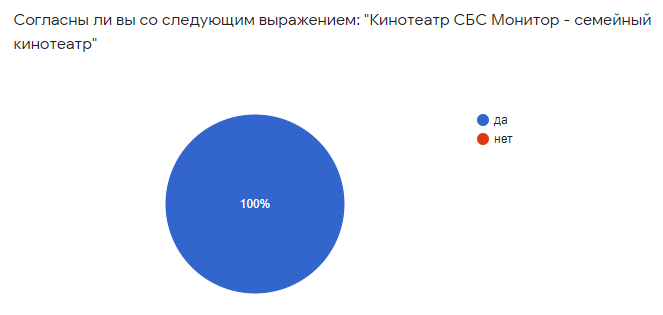 Согласны ли вы со следующим выражением: "Кинотеатр СБС Монитор - семейный
кинотеатр"
да
нет
100%